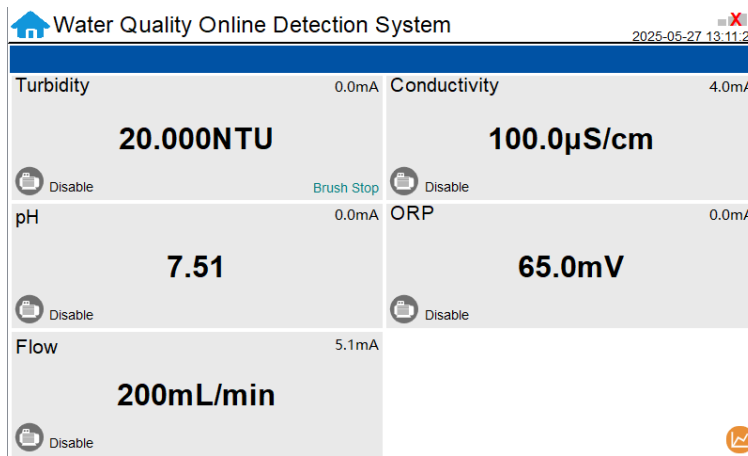 Water Quality Online Detection System
X
2025-05-27 13:11:2
Turbidity 0.0mA
20.000NTU
Disable Brush Stop
Conductivity 4.0mA
100.0µS/cm
Disable
pH 0.0mA
7.51
Disable
ORP 0.0mA
65.0mV
Disable
Flow 5.1mA
200mL/min
Disable